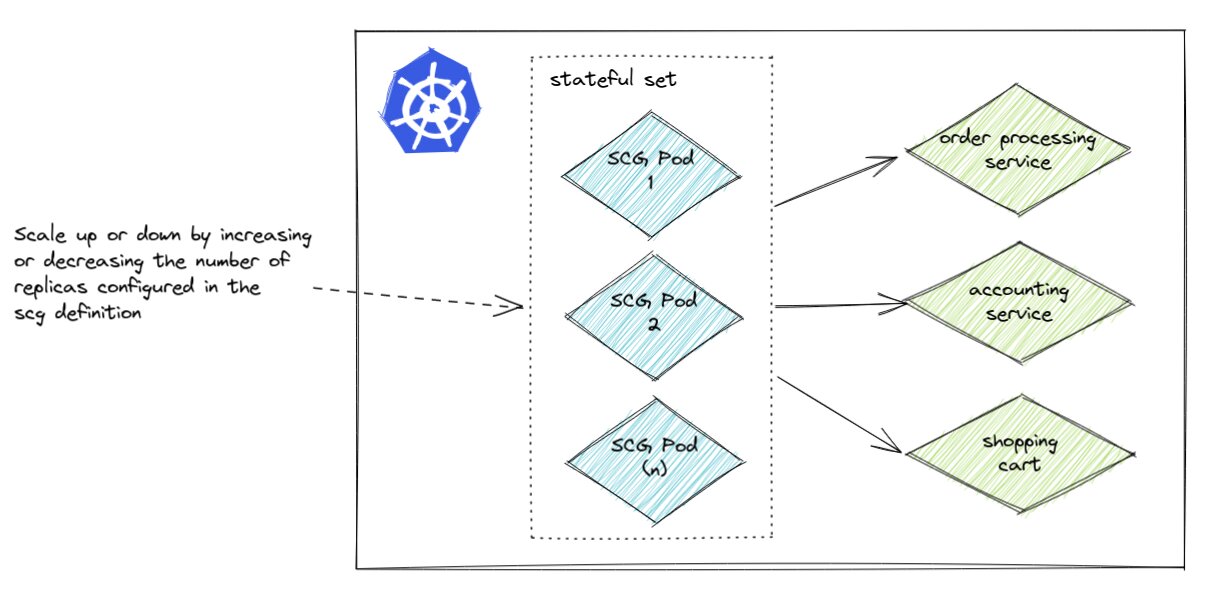 stateful set
SCG Pod
1
order processing
service
Scale up or down by increasing
or decreasing the number of
replicas configured in the
scg definition
SCG Pod
2
accounting
service
SCG Pod
(n)
shopping
cart